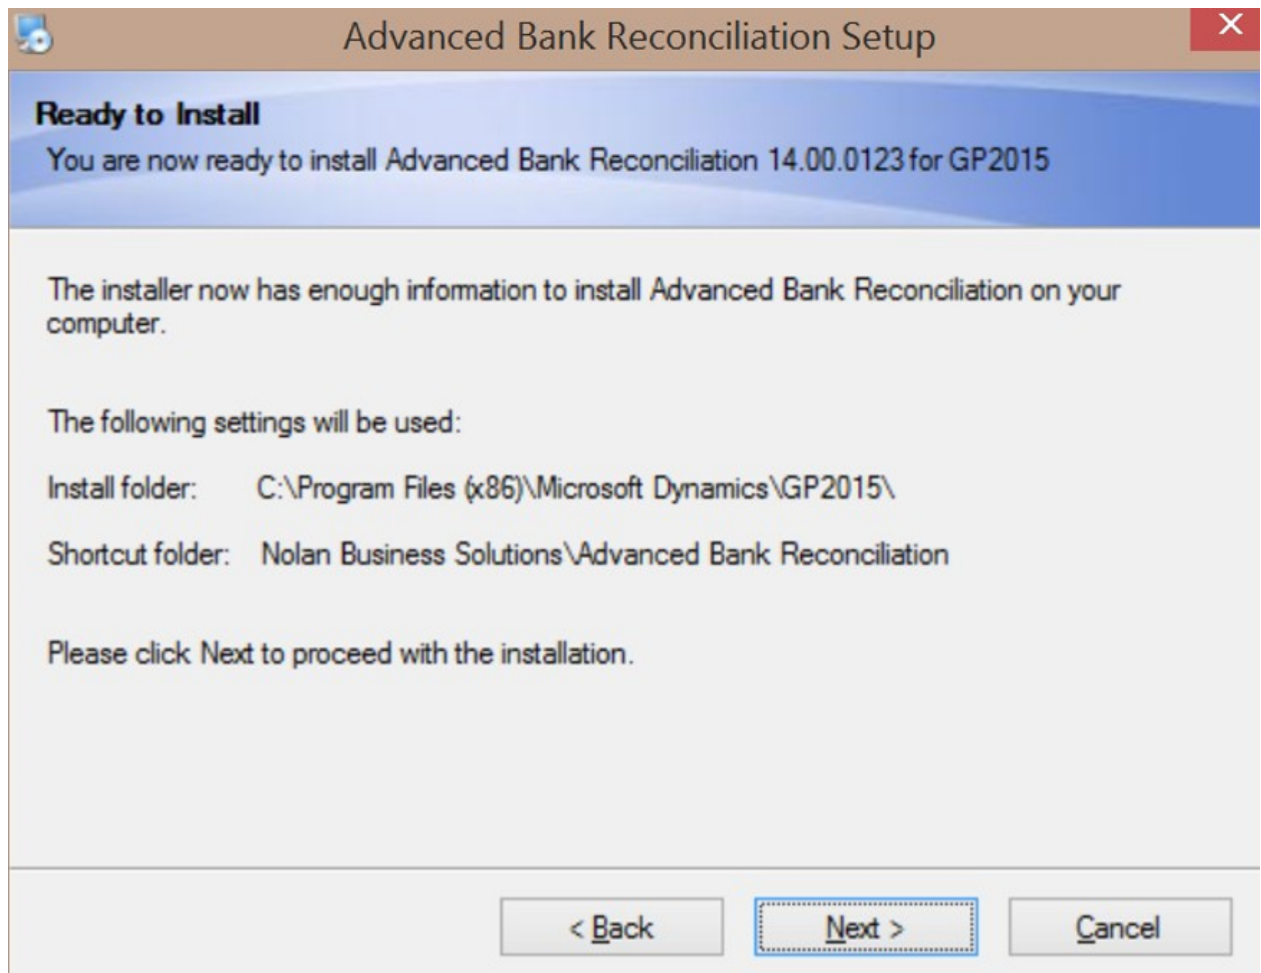 Advanced Bank Reconciliation Setup
Ready to Install
You are now ready to install Advanced Bank Reconciliation 14.00.0123 for GP2015
The installer now has enough information to install Advanced Bank Reconciliation on your
computer.
The following settings will be used:
Install folder: C:\Program Files (x86)\Microsoft Dynamics\GP2015\
Shortcut folder: Nolan Business Solutions\Advanced Bank Reconciliation
Please click Next to proceed with the installation.
< Back Next > Cancel